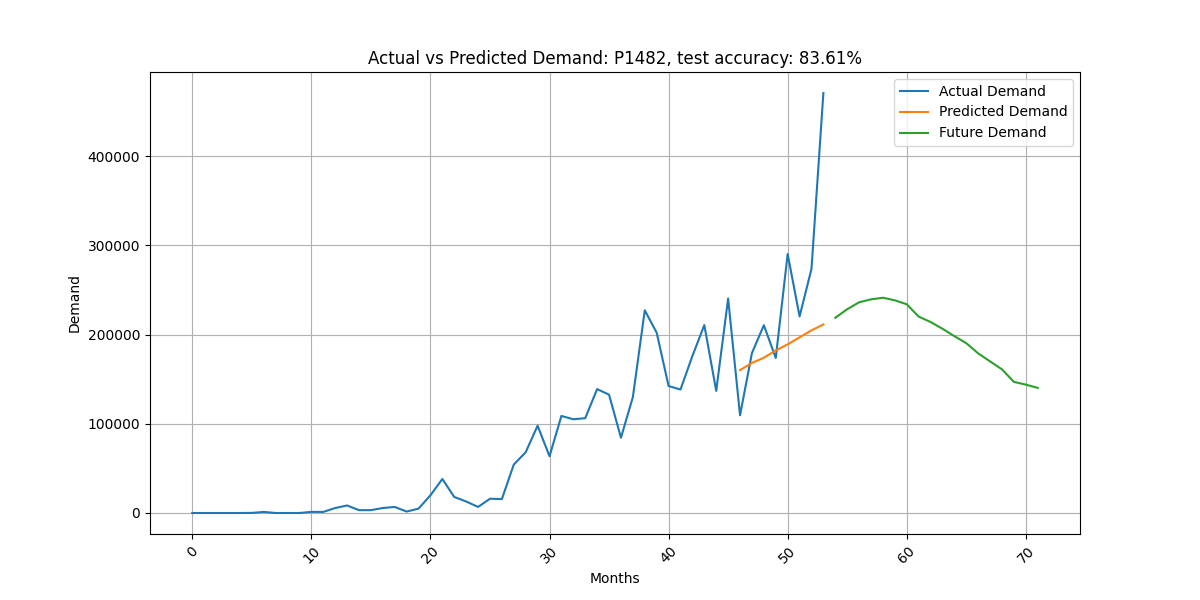 Actual vs Predicted Demand: P1482, test accuracy: 83.61%
Actual Demand
Predicted Demand
Future Demand
Demand
400000
300000
200000
100000
0
0 10 20 30 40 50 60 70
Months